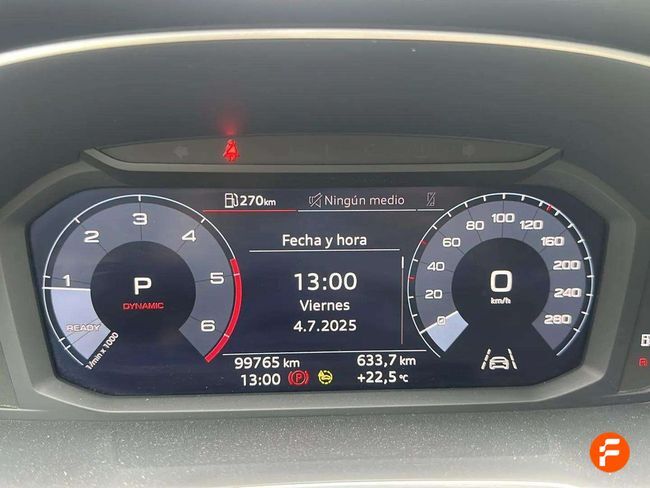 270km Ningún medio
Fecha y hora
13:00
Viernes
4.7.2025
1 2 3 4 5 6
P
DYNAMIC
READY
1/min x 1000
0 20 40 60 80 100 120 160 200 240 280
0
km/h
99765 km 633,7 km
13:00 (P) +22,5 °C